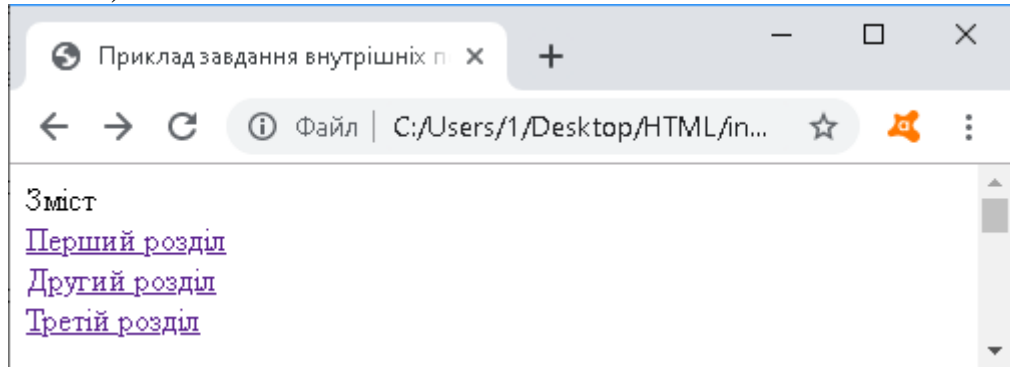 Приклад завдання внутрішніх п
Файл | C:/Users/1/Desktop/HTML/in...
Зміст
Перший розділ
Другий розділ
Третій розділ